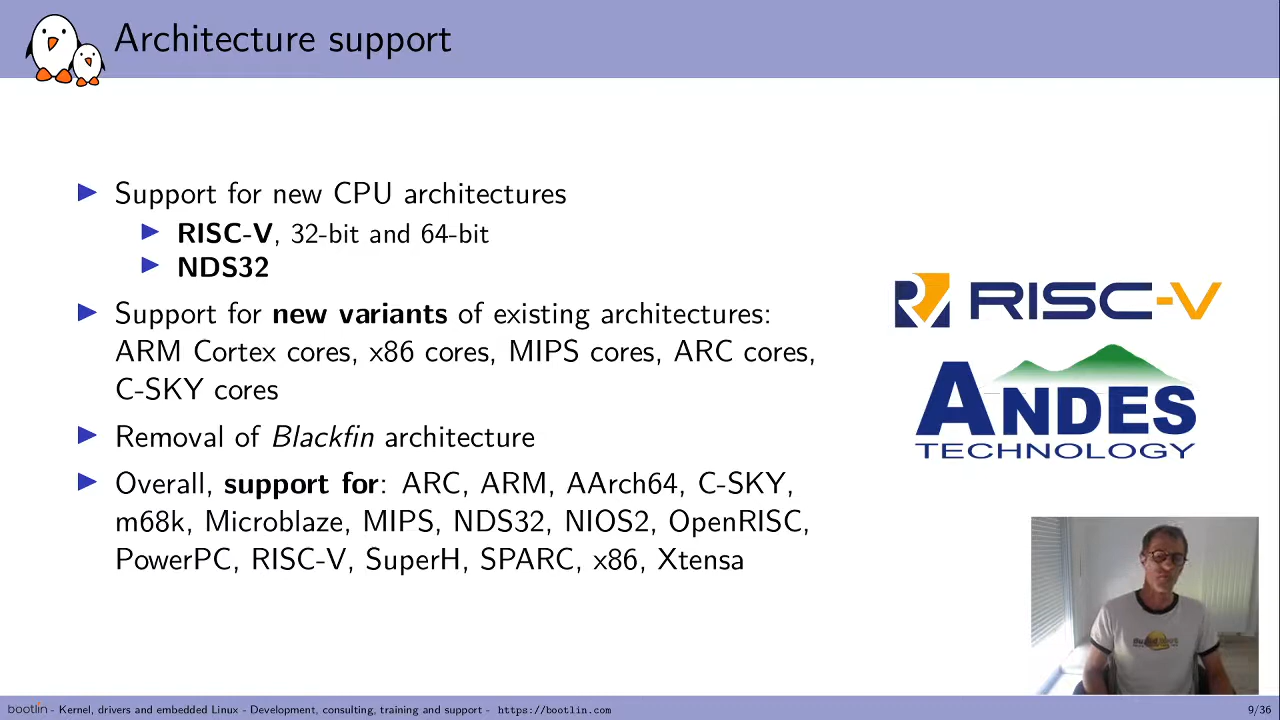 Architecture support
Support for new CPU architectures
RISC-V, 32-bit and 64-bit
NDS32
Support for new variants of existing architectures:
ARM Cortex cores, x86 cores, MIPS cores, ARC cores,
C-SKY cores
Removal of Blackfin architecture
Overall, support for: ARC, ARM, AArch64, C-SKY,
m68k, Microblaze, MIPS, NDS32, NIOS2, OpenRISC,
PowerPC, RISC-V, SuperH, SPARC, x86, Xtensa
RISC-V
ANDES
TECHNOLOGY
bootlin - Kernel, drivers and embedded Linux - Development, consulting, training and support - https://bootlin.com
9/36